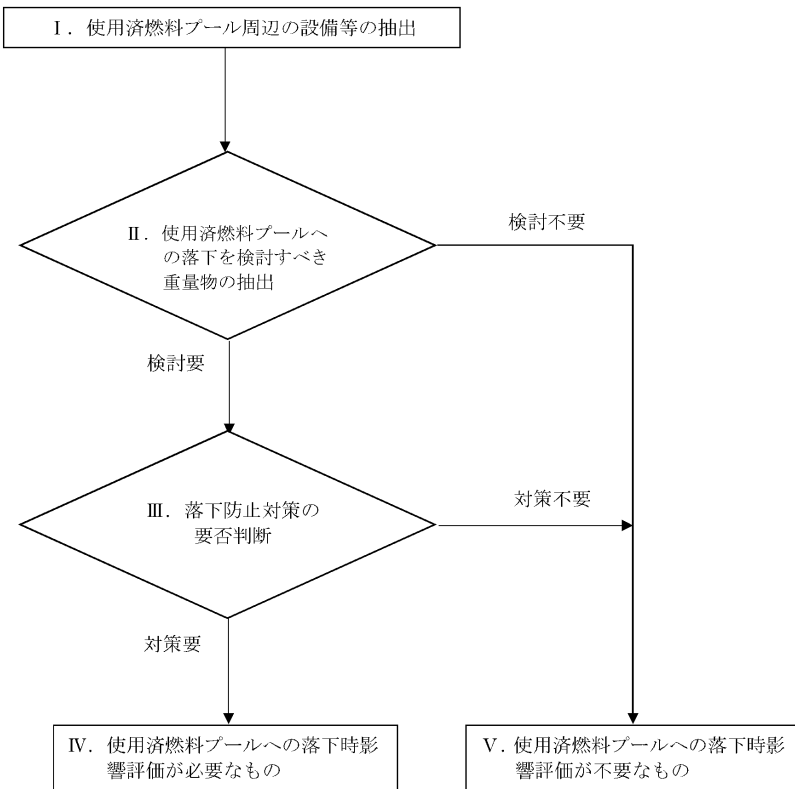 Ⅰ．使用済燃料プール周辺の設備等の抽出
Ⅱ．使用済燃料プールへ
の落下を検討すべき
重量物の抽出
検討不要
検討要
Ⅲ．落下防止対策の
要否判断
対策不要
対策要
Ⅳ．使用済燃料プールへの落下時影
響評価が必要なもの
Ⅴ．使用済燃料プールへの落下時影
響評価が不要なもの